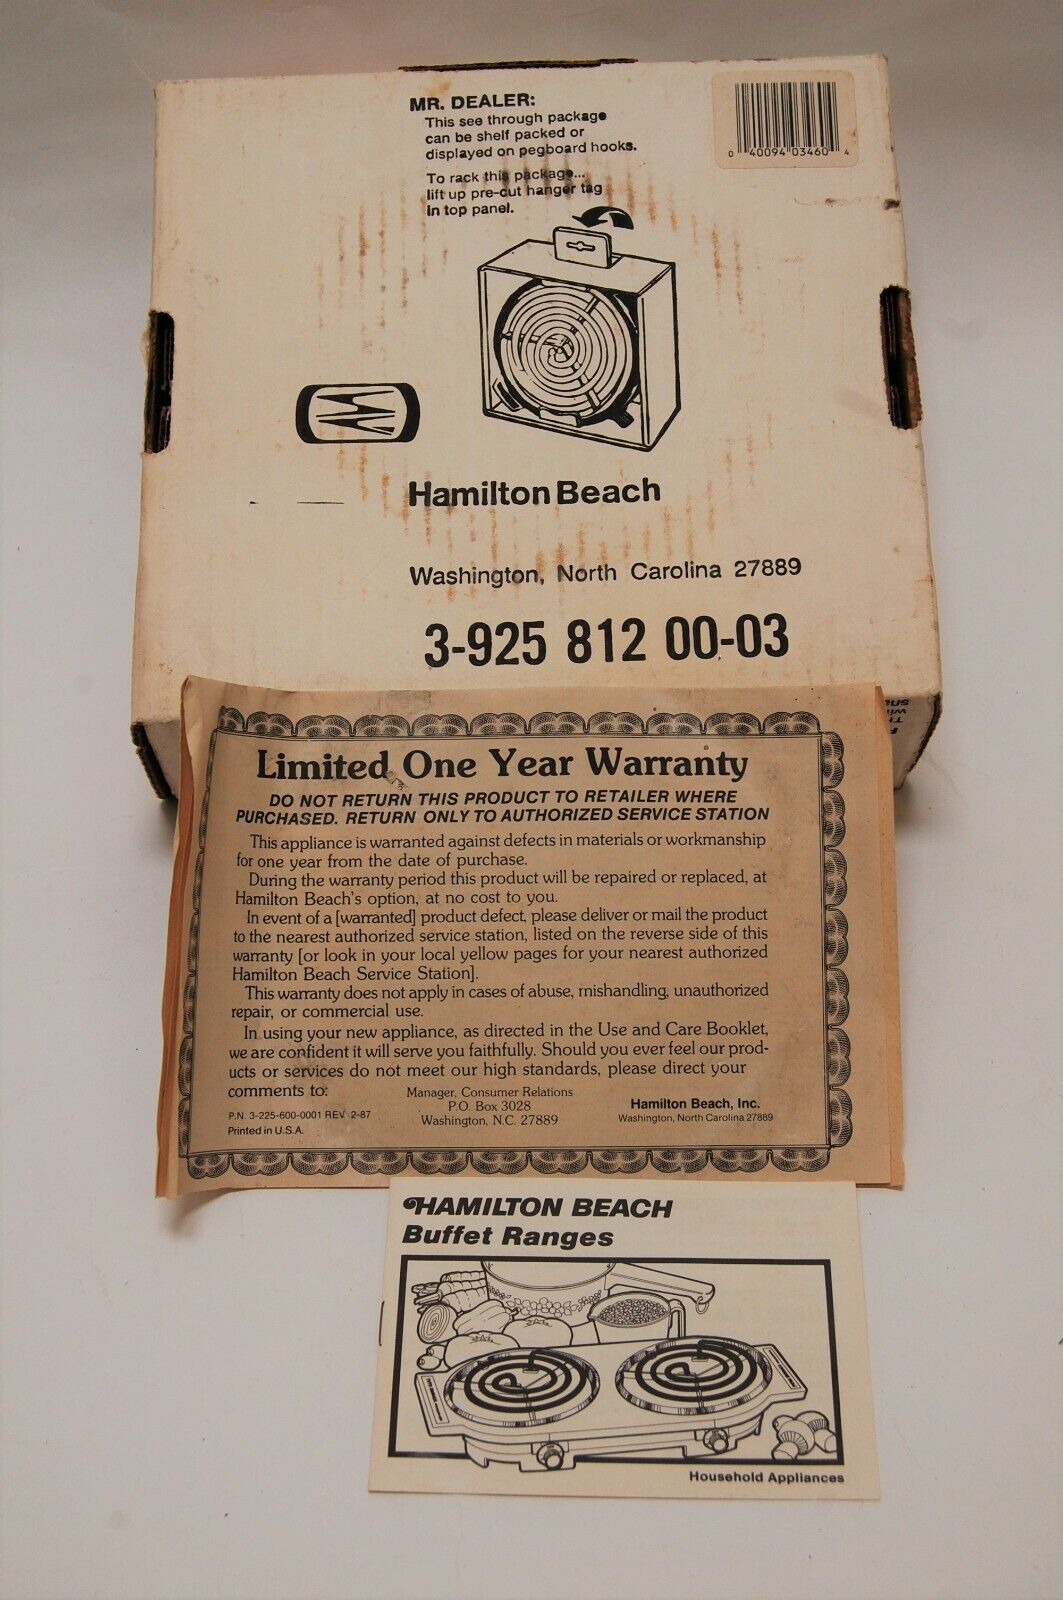 MR. DEALER:
This see through package
can be shelf packed or
displayed on pegboard hooks.
To rack this package...
lift up pre-cut hanger tag
in top panel.
0 40094 03460 4
Hamilton Beach
Washington, North Carolina 27889
3-925 812 00-03
Limited One Year Warranty
DO NOT RETURN THIS PRODUCT TO RETAILER WHERE
PURCHASED. RETURN ONLY TO AUTHORIZED SERVICE STATION
This appliance is warranted against defects in materials or workmanship
for one year from the date of purchase.
During the warranty period this product will be repaired or replaced, at
Hamilton Beach's option, at no cost to you.
In event of a [warranted] product defect, please deliver or mail the product
to the nearest authorized service station, listed on the reverse side of this
warranty [or look in your local yellow pages for your nearest authorized
Hamilton Beach Service Station].
This warranty does not apply in cases of abuse, mishandling, unauthorized
repair, or commercial use.
In using your new appliance, as directed in the Use and Care Booklet,
we are confident it will serve you faithfully. Should you ever feel our prod-
ucts or services do not meet our high standards, please direct your
comments to:
Manager, Consumer Relations
P.O. Box 3028
Washington, N.C. 27889
Hamilton Beach, Inc.
Washington, North Carolina 27889
P.N. 3-225-600-0001 REV 2-87
Printed in U.S.A.
HAMILTON BEACH
Buffet Ranges
Household Appliances